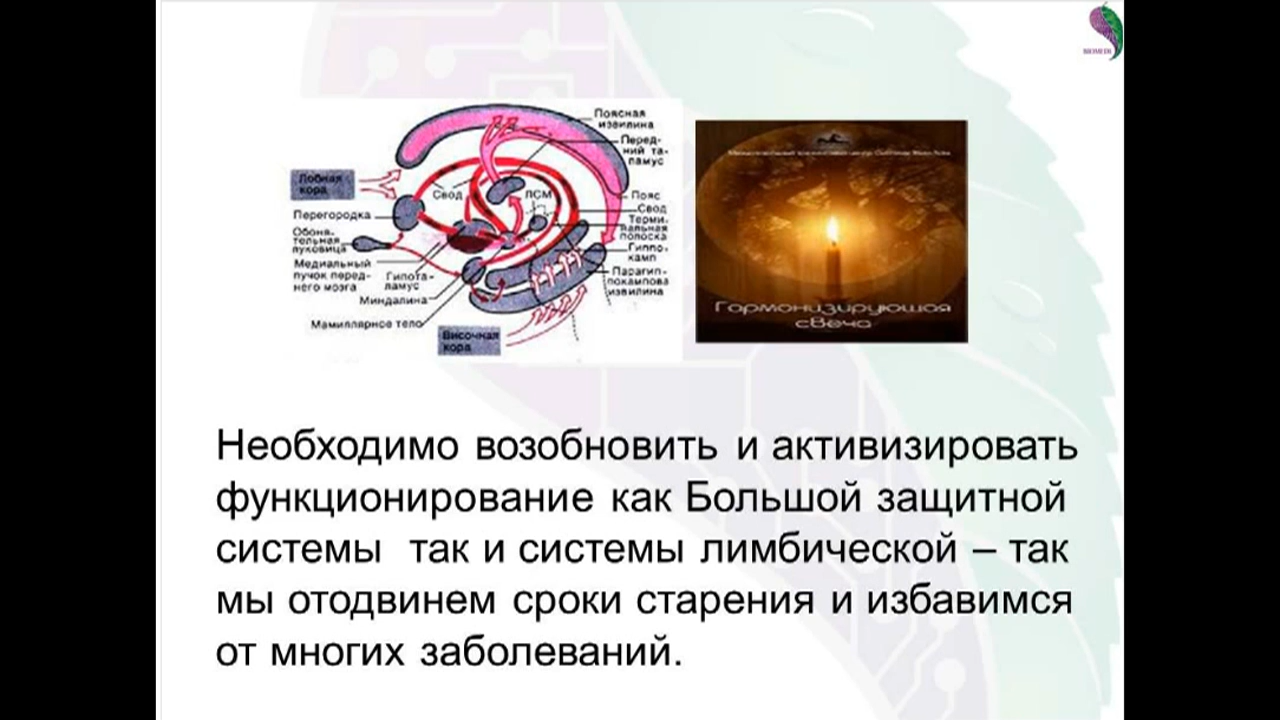 Поясная
извилина
Перед-
ний та-
ламус
Лобная
кора
Свод
ЛСМ
Пояс
Свод
Терми-
нальная
полоска
Гиппо-
камп
Парагип-
покампова
извилина
Перегородка
Обоня-
тельная
луковица
Медиальный
пучок перед-
него мозга
Гипота-
ламус
Миндалина
Мамиллярное тело
Височная
кора
Гармонизирующая
свеча
Необходимо возобновить и активизировать
функционирование как Большой защитной
системы так и системы лимбической – так
мы отодвинем сроки старения и избавимся
от многих заболеваний.